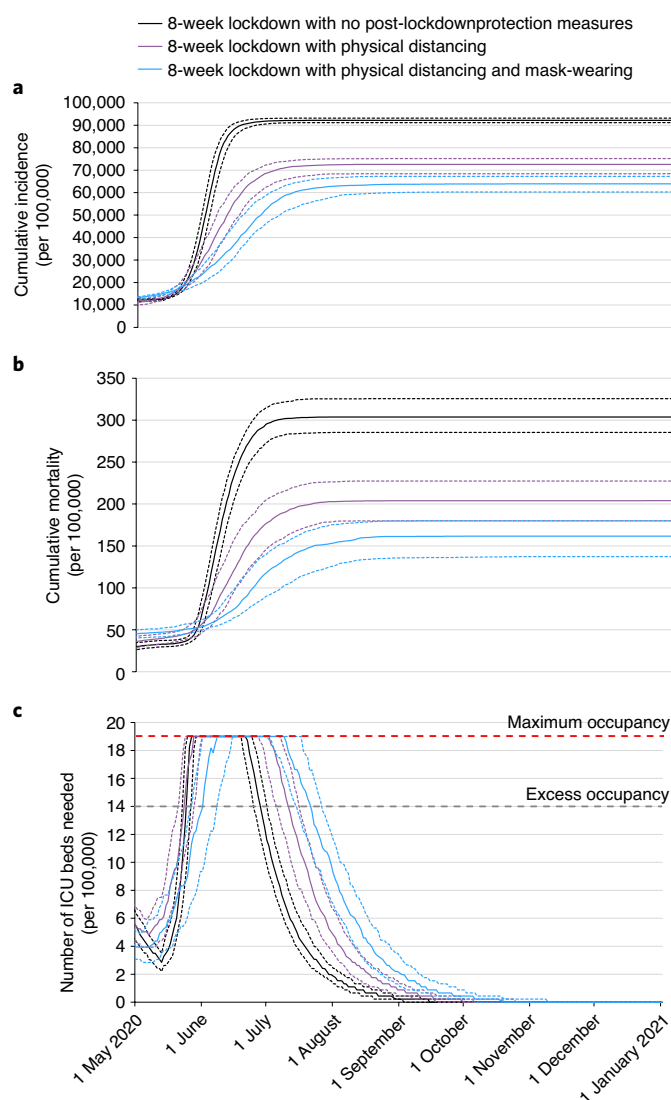 8-week lockdown with no post-lockdownprotection measures
8-week lockdown with physical distancing
8-week lockdown with physical distancing and mask-wearing
a
100,000
90,000
80,000
70,000
60,000
50,000
40,000
30,000
20,000
10,000
0
Cumulative incidence
(per 100,000)
b
350
300
250
200
150
100
50
0
Cumulative mortality
(per 100,000)
c
20
18
16
14
12
10
8
6
4
2
0
Number of ICU beds needed
(per 100,000)
Maximum occupancy
Excess occupancy
1 May 2020
1 June
1 July
1 August
1 September
1 October
1 November
1 December
1 January 2021